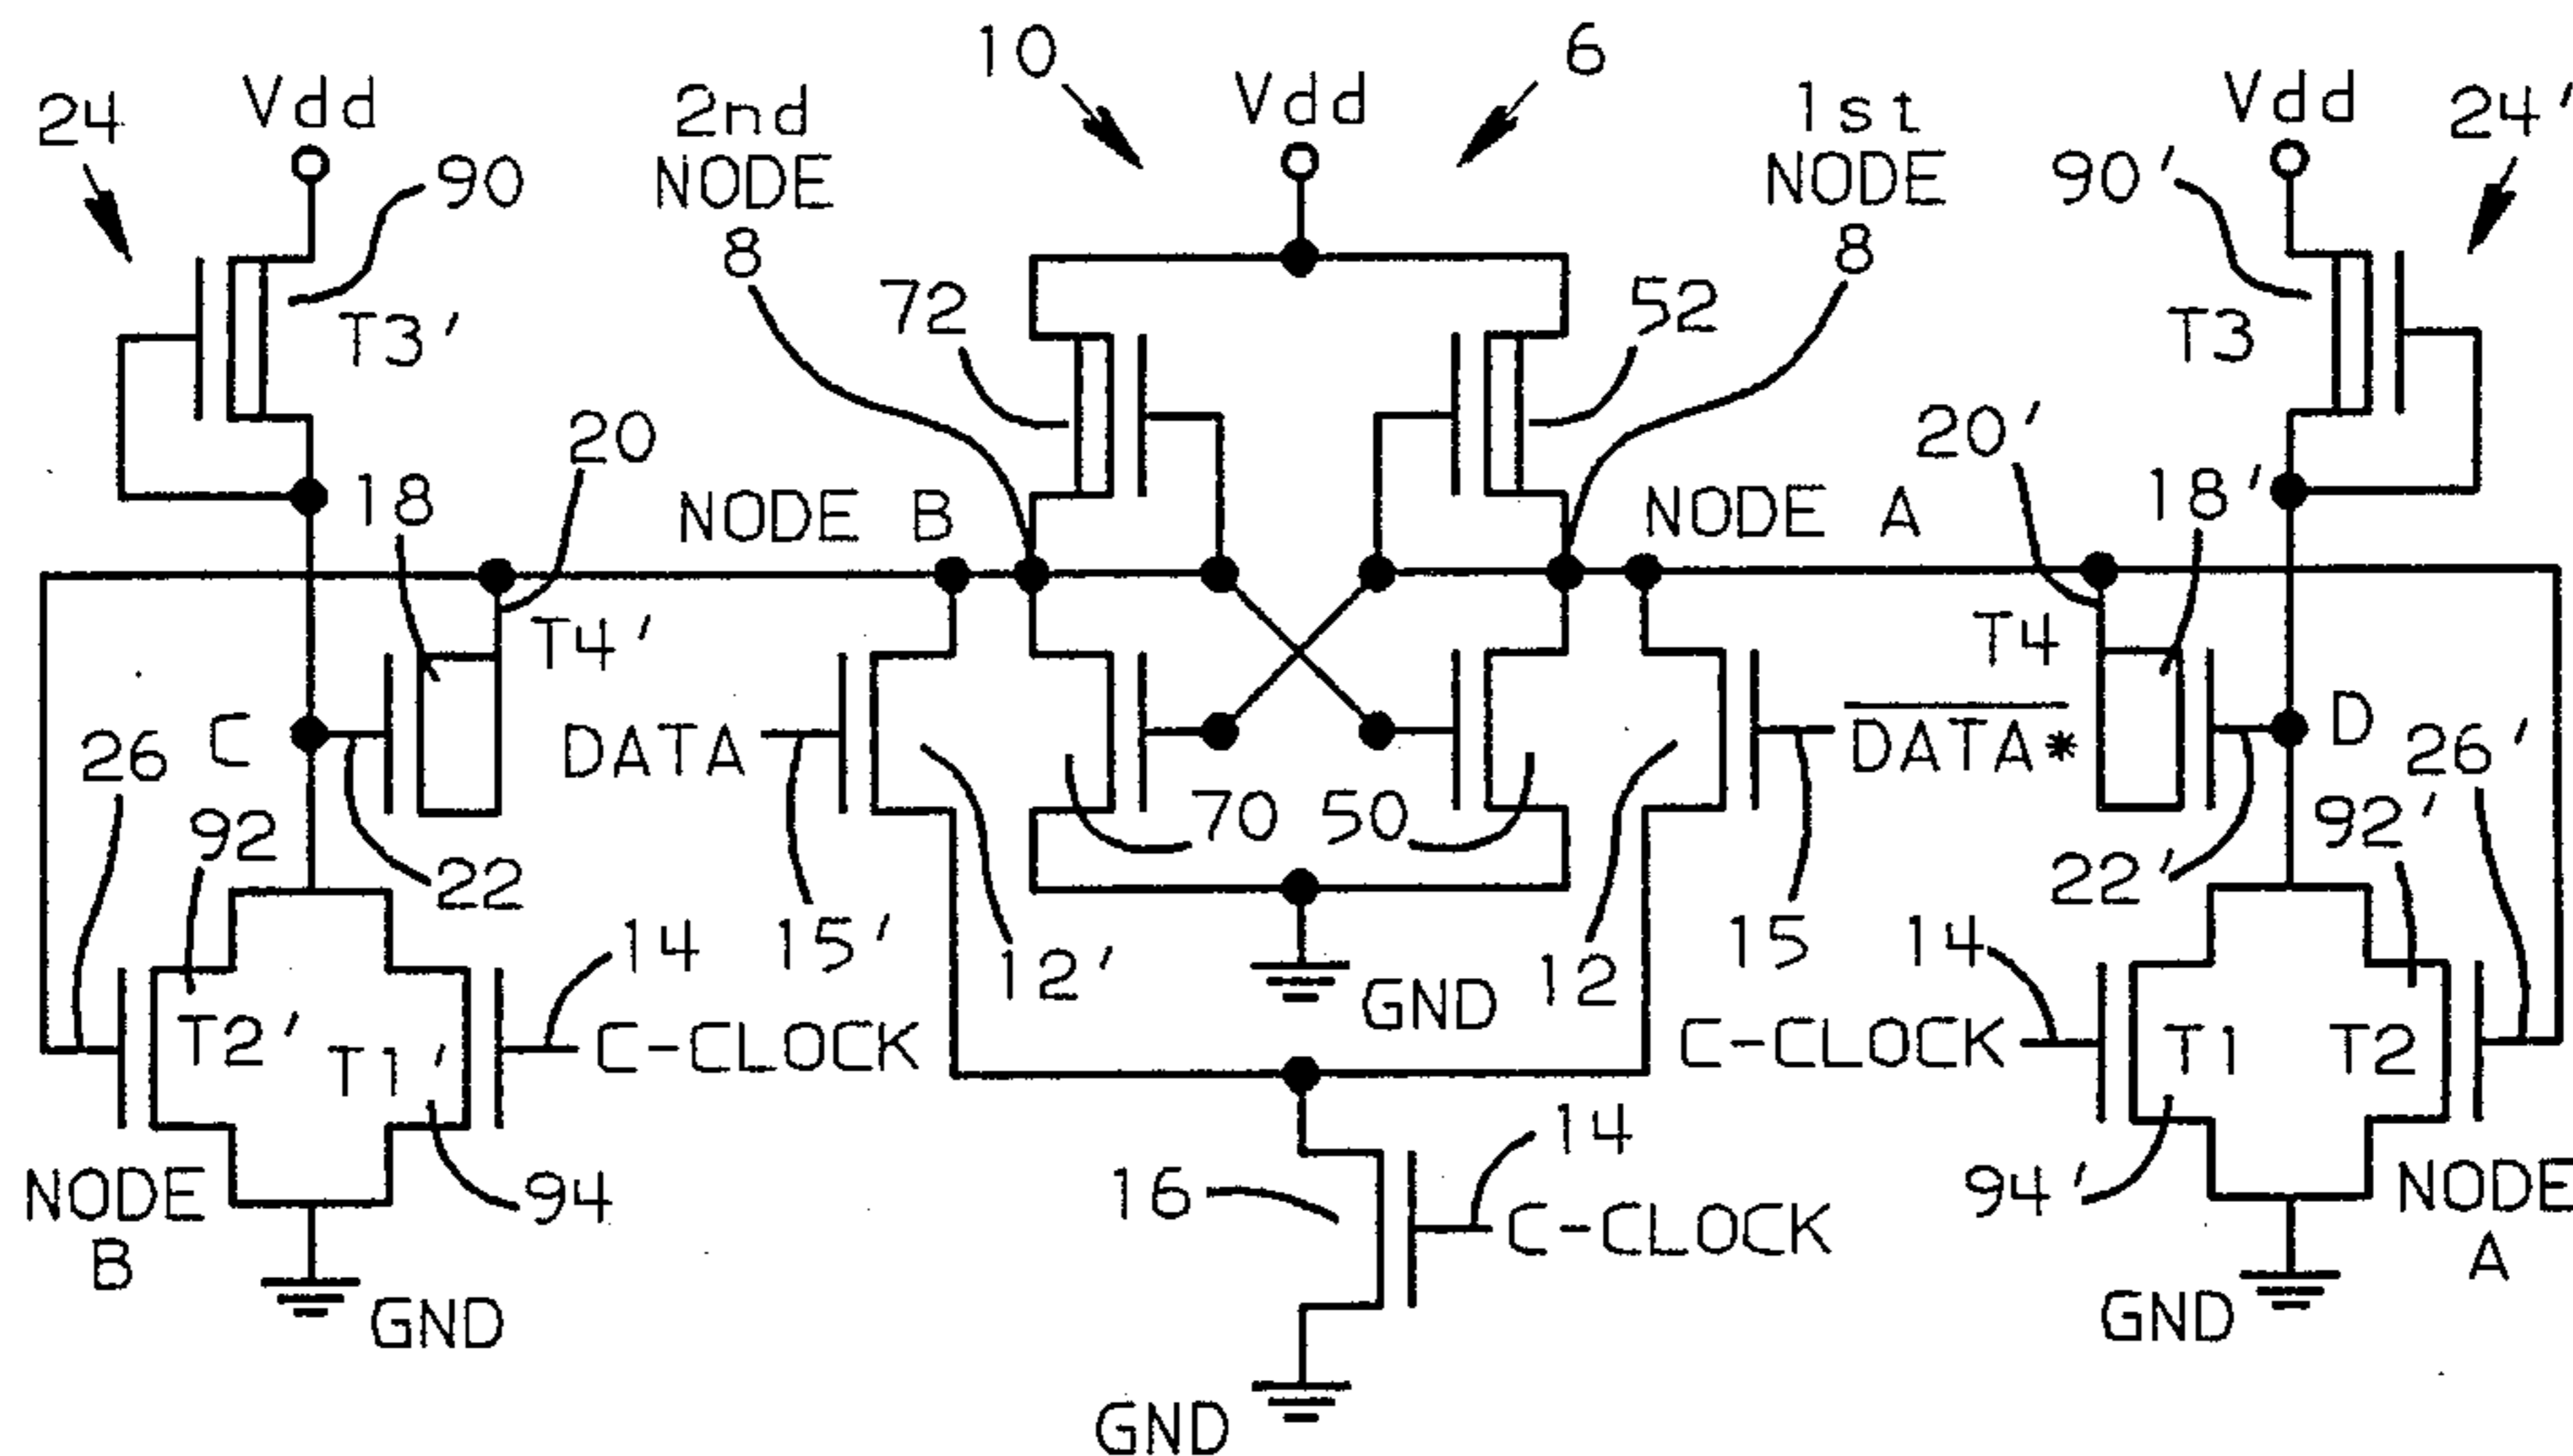 10
6
24
Vdd
2nd
NODE
8
Vdd
1st
NODE
8
Vdd
24'
90
90'
72
52
T3'
T3
20
20'
18
18'
NODE B
NODE A
T4'
T4
C
DATA
DATA*
D
26
26'
92
92'
22
22'
70
50
15'
15
14
14
12'
12
GND
T2'
T1'
C-CLOCK
C-CLOCK
T1
T2
14
NODE
B
94
16
C-CLOCK
94'
NODE
A
GND
GND
GND